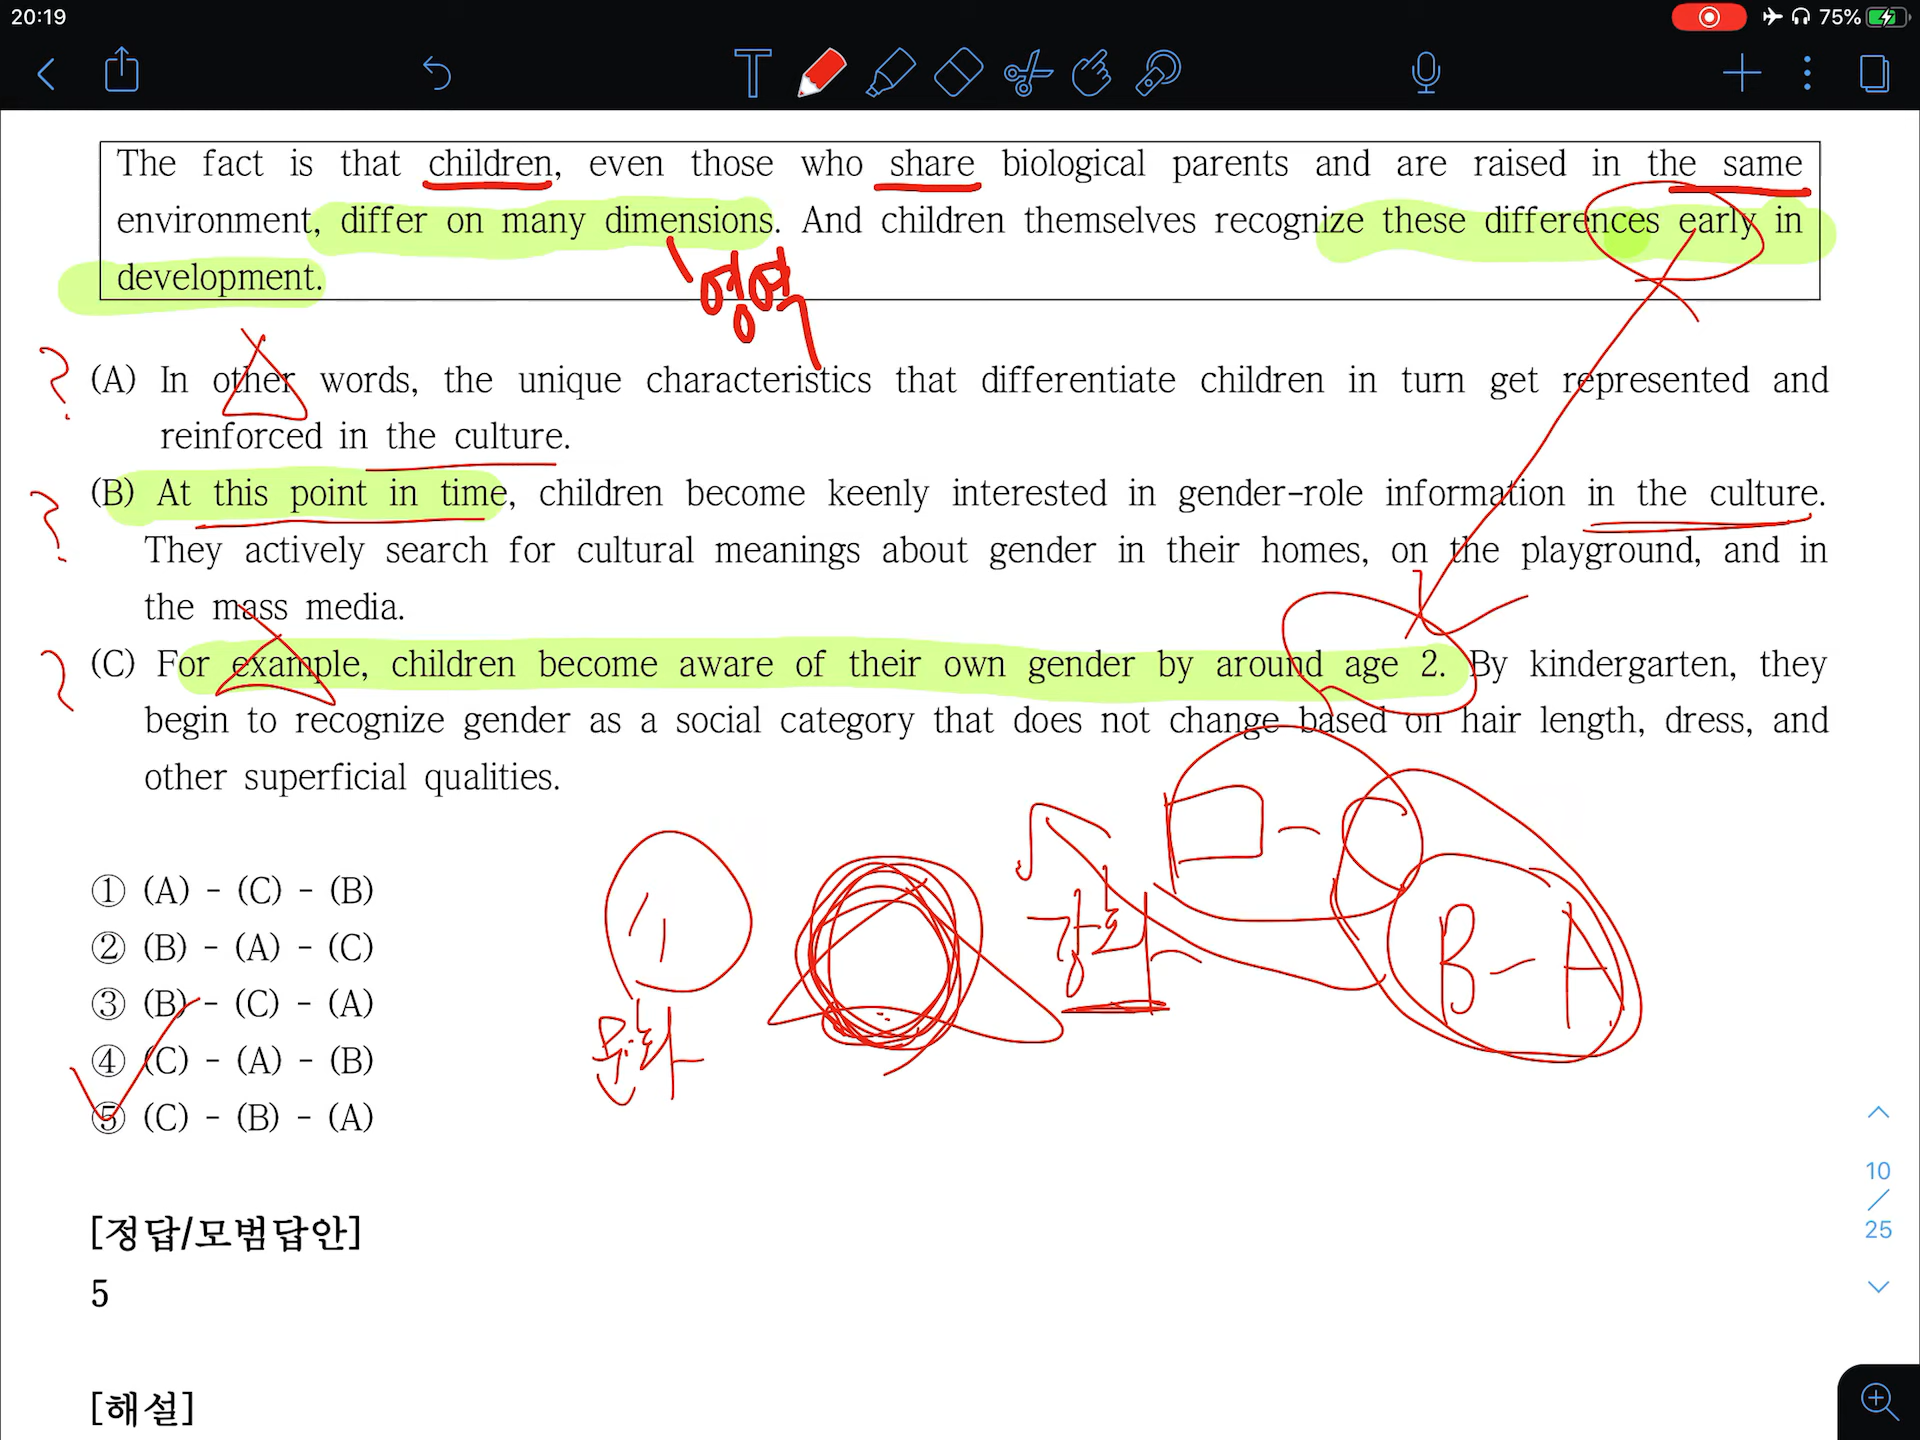 20:19
75%
The fact is that children, even those who share biological parents and are raised in the same
environment, differ on many dimensions. And children themselves recognize these differences early in
development.
영역
(A) In other words, the unique characteristics that differentiate children in turn get represented and
reinforced in the culture.
(B) At this point in time, children become keenly interested in gender-role information in the culture.
They actively search for cultural meanings about gender in their homes, on the playground, and in
the mass media.
(C) For example, children become aware of their own gender by around age 2. By kindergarten, they
begin to recognize gender as a social category that does not change based on hair length, dress, and
other superficial qualities.
① (A) - (C) - (B)
② (B) - (A) - (C)
③ (B) - (C) - (A)
④ (C) - (A) - (B)
⑤ (C) - (B) - (A)
문화
강화
B - A
10
/
25
[정답/모범답안]
5
[해설]